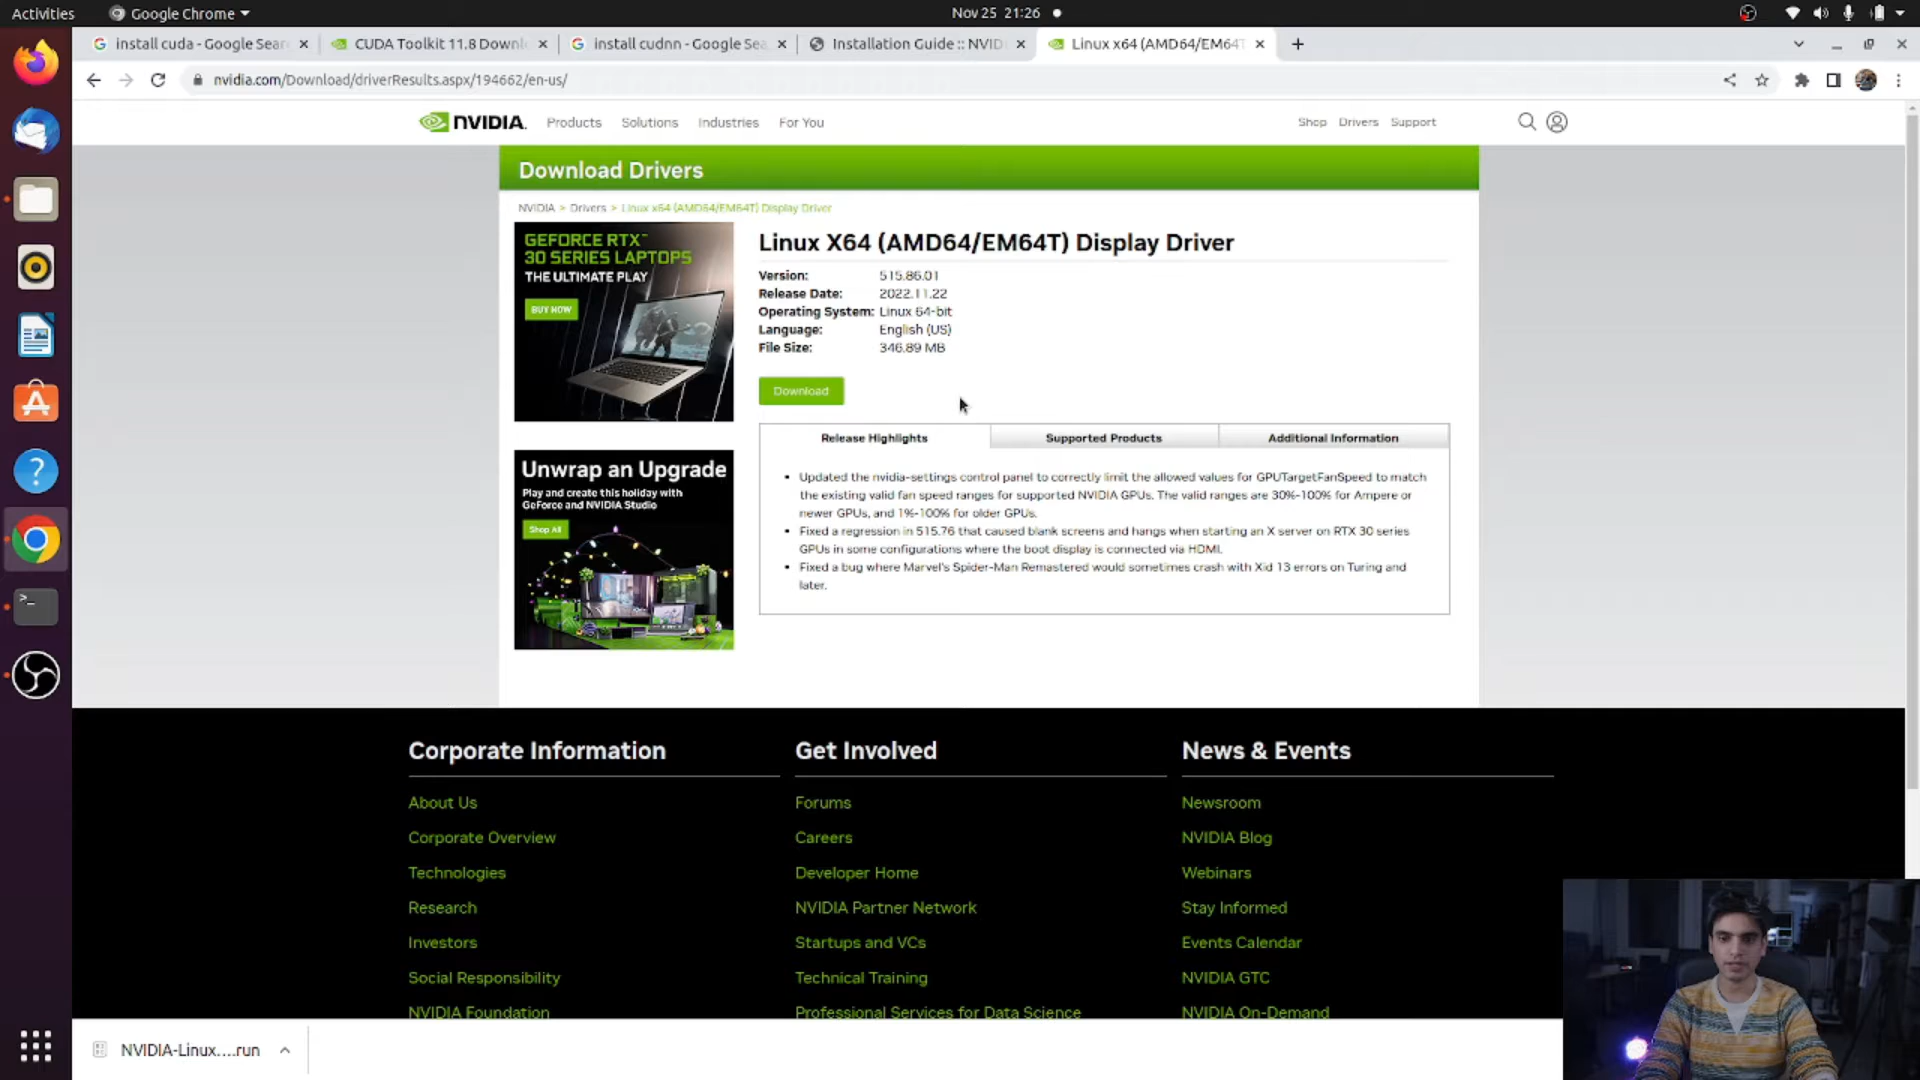 Activities
Google Chrome
Nov 25 21:26
install cuda - Google Sear
CUDA Toolkit 11.8 Downl
install cudnn - Google Sea
Installation Guide :: NVID
Linux x64 (AMD64/EM64T
nvidia.com/Download/driverResults.aspx/194662/en-us/
NVIDIA.
Products
Solutions
Industries
For You
Shop
Drivers
Support
Download Drivers
NVIDIA > Drivers > Linux x64 (AMD64/EM64T) Display Driver
GEFORCE RTX™
30 SERIES LAPTOPS
THE ULTIMATE PLAY
BUY NOW
Linux X64 (AMD64/EM64T) Display Driver
Version: 515.86.01
Release Date: 2022.11.22
Operating System: Linux 64-bit
Language: English (US)
File Size: 346.89 MB
Download
Release Highlights
Supported Products
Additional Information
Updated the nvidia-settings control panel to correctly limit the allowed values for GPUTargetFanSpeed to match
the existing valid fan speed ranges for supported NVIDIA GPUs. The valid ranges are 30%-100% for Ampere or
newer GPUs, and 1%-100% for older GPUs.
Fixed a regression in 515.76 that caused blank screens and hangs when starting an X server on RTX 30 series
GPUs in some configurations where the boot display is connected via HDMI.
Fixed a bug where Marvel's Spider-Man Remastered would sometimes crash with Xid 13 errors on Turing and
later.
Unwrap an Upgrade
Play and create this holiday with
GeForce and NVIDIA Studio
Shop All
Corporate Information
About Us
Corporate Overview
Technologies
Research
Investors
Social Responsibility
NVIDIA Foundation
Get Involved
Forums
Careers
Developer Home
NVIDIA Partner Network
Startups and VCs
Technical Training
Professional Services for Data Science
News & Events
Newsroom
NVIDIA Blog
Webinars
Stay Informed
Events Calendar
NVIDIA GTC
NVIDIA On-Demand
NVIDIA-Linux....run